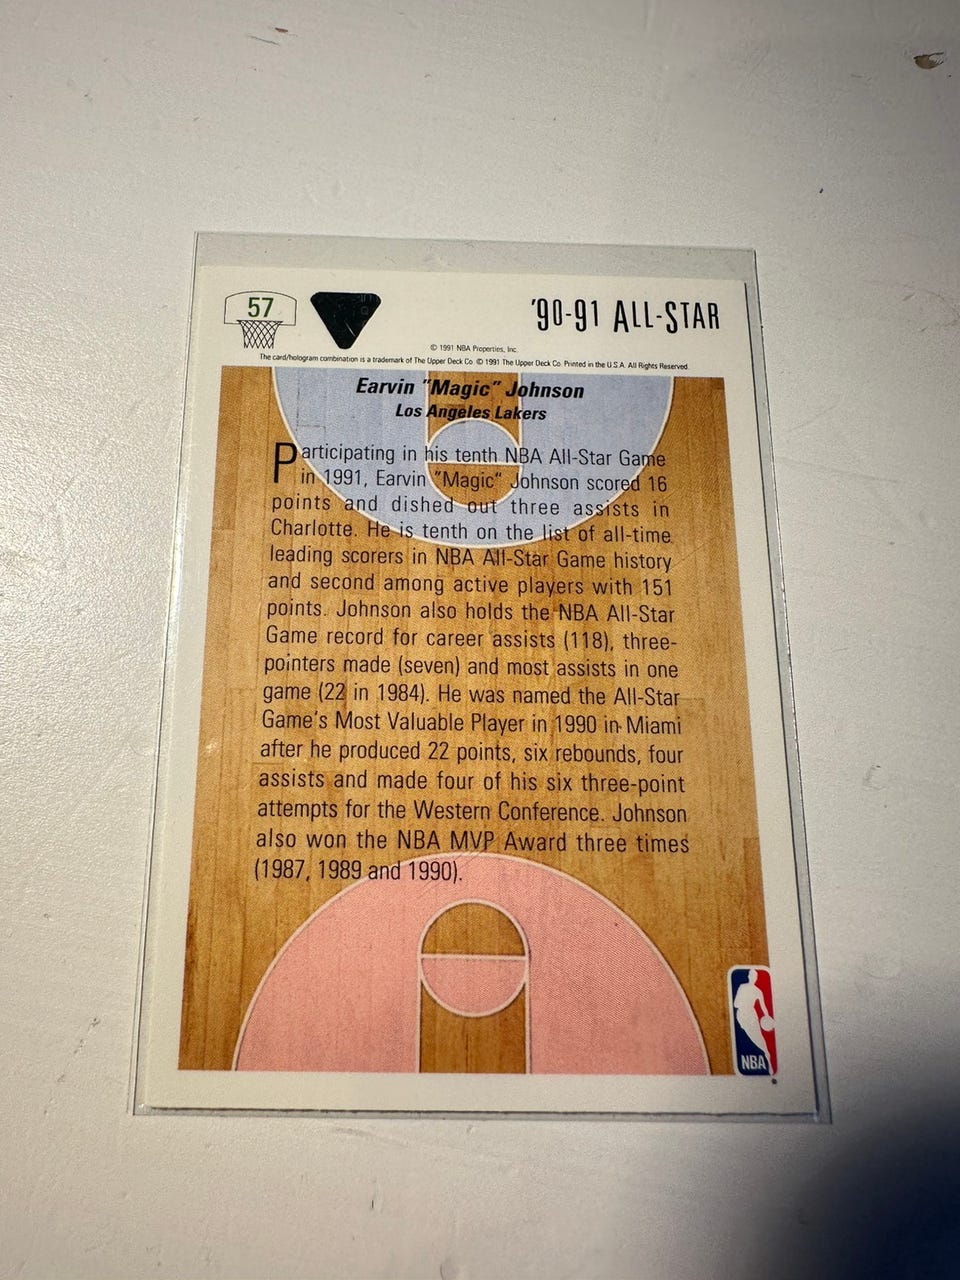 57
'90-91 ALL-STAR
© 1991 NBA Properties, Inc.
The card/hologram combination is a trademark of The Upper Deck Co. © 1991 The Upper Deck Co. Printed in the U.S.A. All Rights Reserved.
Earvin "Magic" Johnson
Los Angeles Lakers
Participating in his tenth NBA All-Star Game
in 1991, Earvin "Magic" Johnson scored 16
points and dished out three assists in
Charlotte. He is tenth on the list of all-time
leading scorers in NBA All-Star Game history
and second among active players with 151
points. Johnson also holds the NBA All-Star
Game record for career assists (118), three-
pointers made (seven) and most assists in one
game (22 in 1984). He was named the All-Star
Game's Most Valuable Player in 1990 in Miami
after he produced 22 points, six rebounds, four
assists and made four of his six three-point
attempts for the Western Conference. Johnson
also won the NBA MVP Award three times
(1987, 1989 and 1990).
NBA